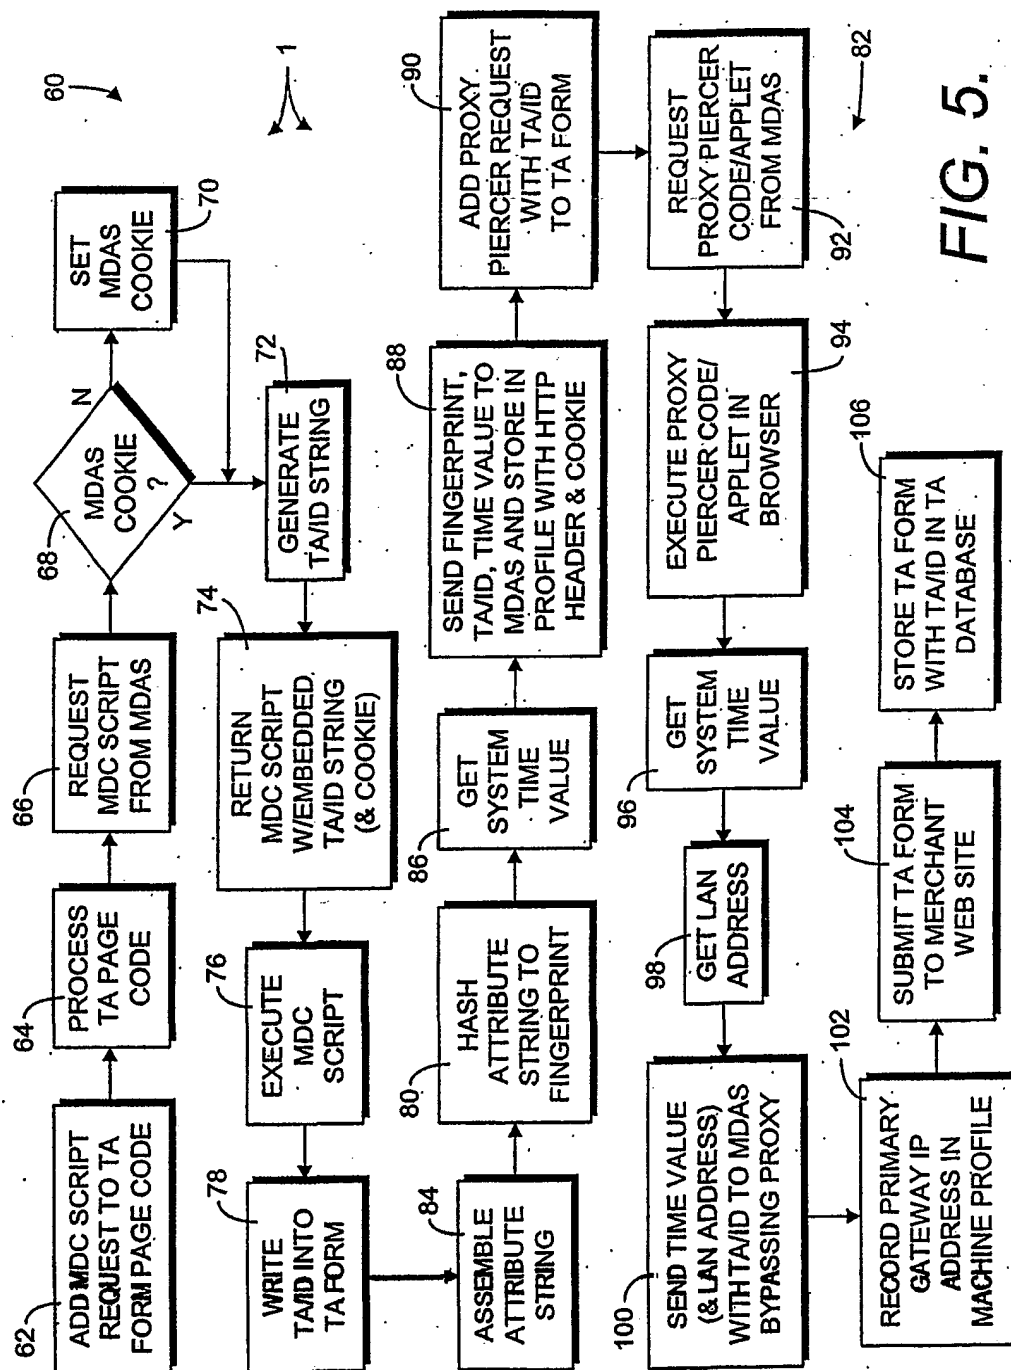 60
1
62
ADD MDC SCRIPT
REQUEST TO TA
FORM PAGE CODE
64
PROCESS
TA PAGE
CODE
66
REQUEST
MDC SCRIPT
FROM MDAS
68
MDAS
COOKIE
?
N
Y
SET
MDAS
COOKIE
70
72
GENERATE
TA/ID STRING
74
RETURN
MDC SCRIPT
W/EMBEDDED
TA/ID STRING
(& COOKIE)
76
EXECUTE
MDC
SCRIPT
78
WRITE
TA/ID INTO
TA FORM
84
ASSEMBLE
ATTRIBUTE
STRING
80
HASH
ATTRIBUTE
STRING TO
FINGERPRINT
86
GET
SYSTEM
TIME
VALUE
88
SEND FINGERPRINT,
TA/ID, TIME VALUE TO
MDAS AND STORE IN
PROFILE WITH HTTP
HEADER & COOKIE
90
ADD PROXY
PIERCER REQUEST
WITH TA/ID
TO TA FORM
92
REQUEST
PROXY PIERCER
CODE/APPLET
FROM MDAS
82
94
EXECUTE PROXY
PIERCER CODE/
APPLET IN
BROWSER
96
GET
SYSTEM
TIME
VALUE
98
GET LAN
ADDRESS
100
SEND TIME VALUE
(& LAN ADDRESS)
WITH TA/ID TO MDAS
BYPASSING PROXY
102
RECORD PRIMARY
GATEWAY IP
ADDRESS IN
MACHINE PROFILE
104
SUBMIT TA FORM
TO MERCHANT
WEB SITE
106
STORE TA FORM
WITH TA/ID IN TA
DATABASE
FIG. 5.